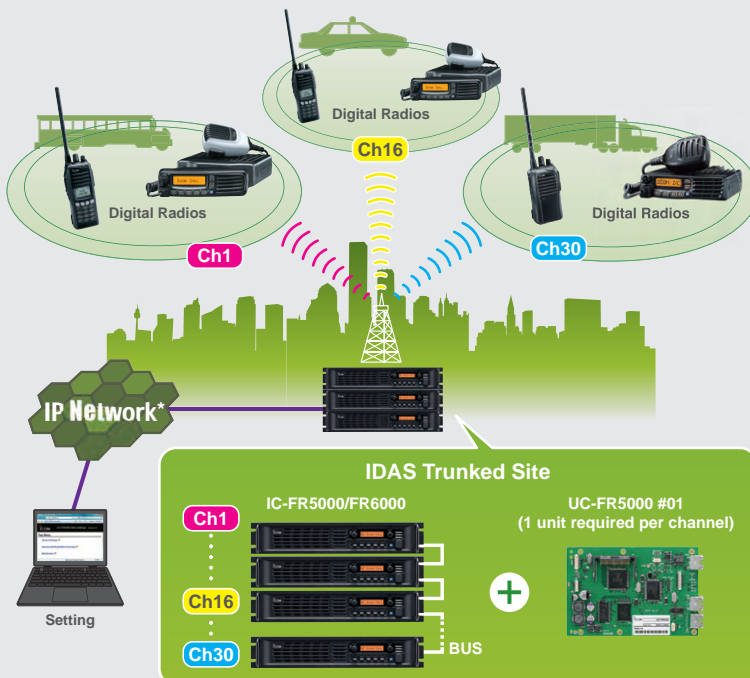 Digital Radios
Ch16
Digital Radios
Ch1
Digital Radios
Ch30
IP Network*
Setting
IDAS Trunked Site
IC-FR5000/FR6000
UC-FR5000 #01
(1 unit required per channel)
Ch1
Ch16
Ch30
BUS